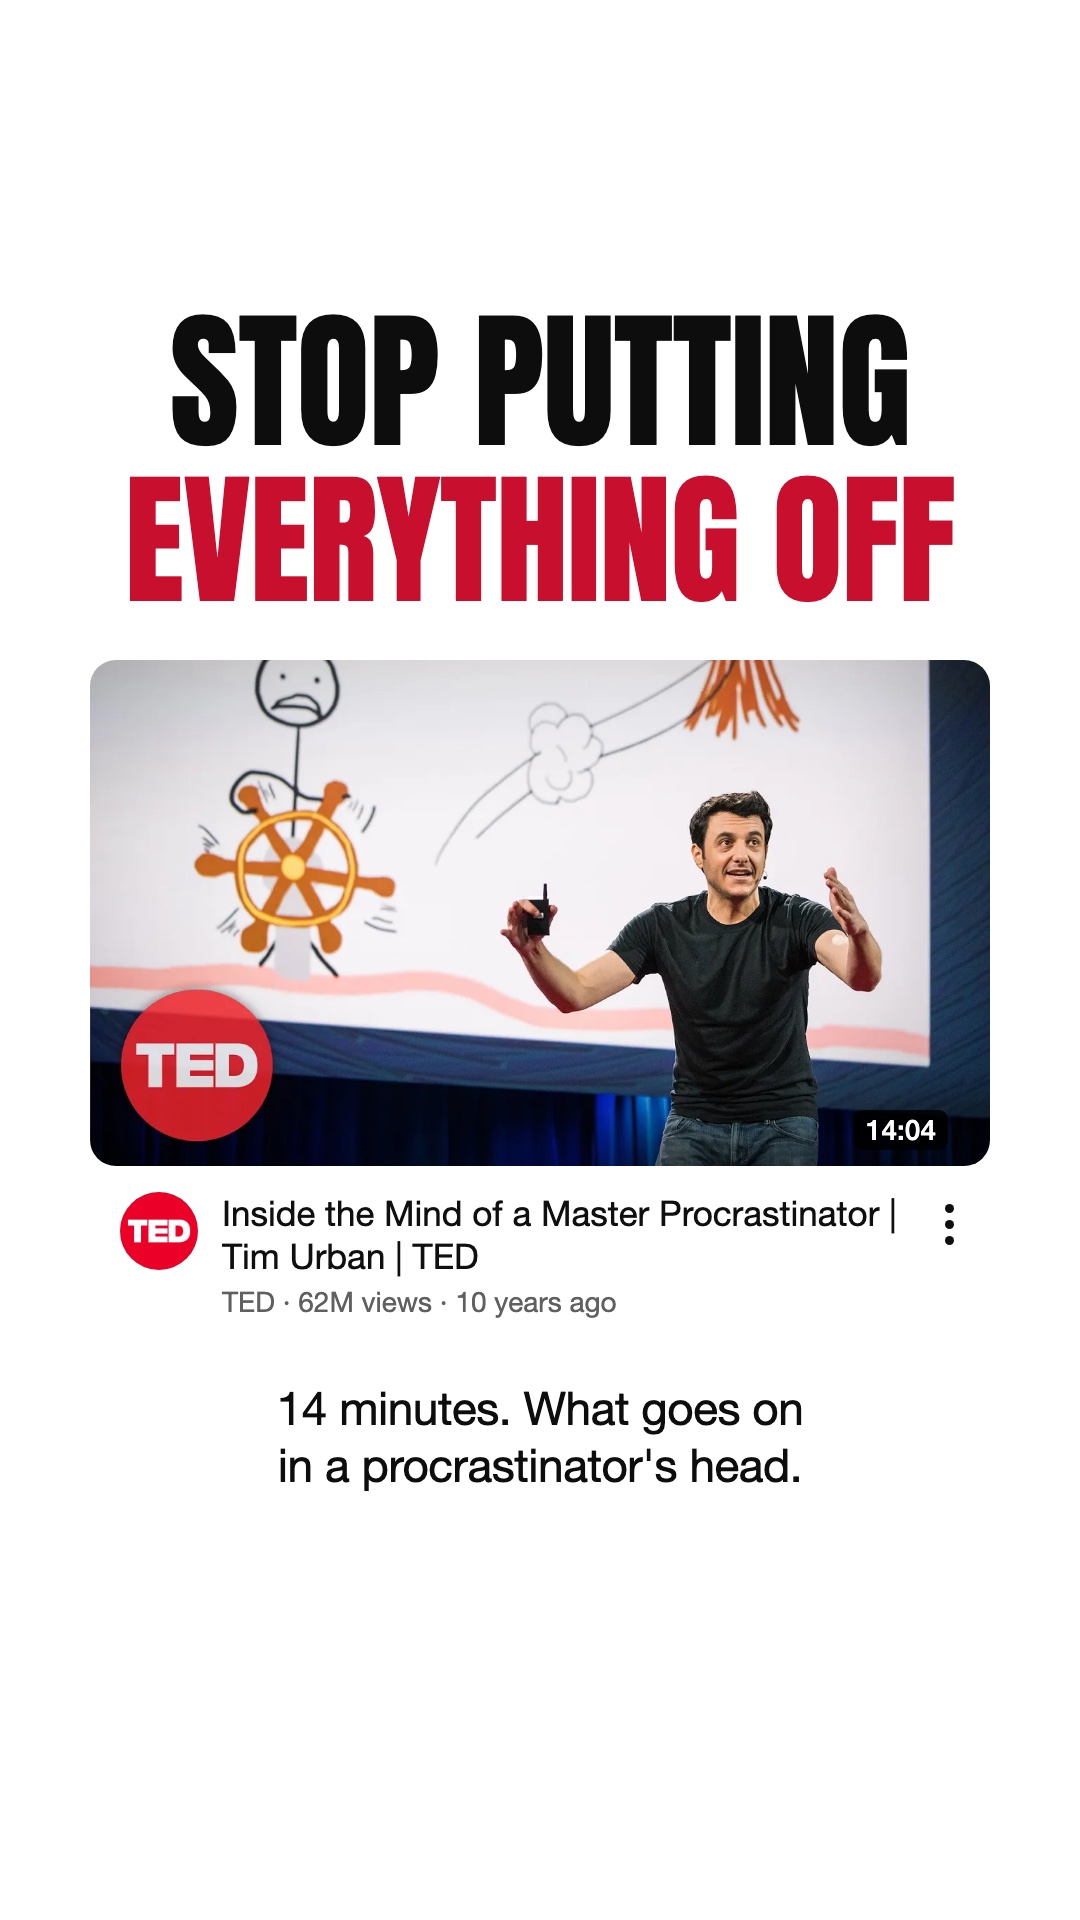 STOP PUTTING
EVERYTHING OFF
TED
14:04
TED
Inside the Mind of a Master Procrastinator |
Tim Urban | TED
TED · 62M views · 10 years ago
14 minutes. What goes on
in a procrastinator's head.